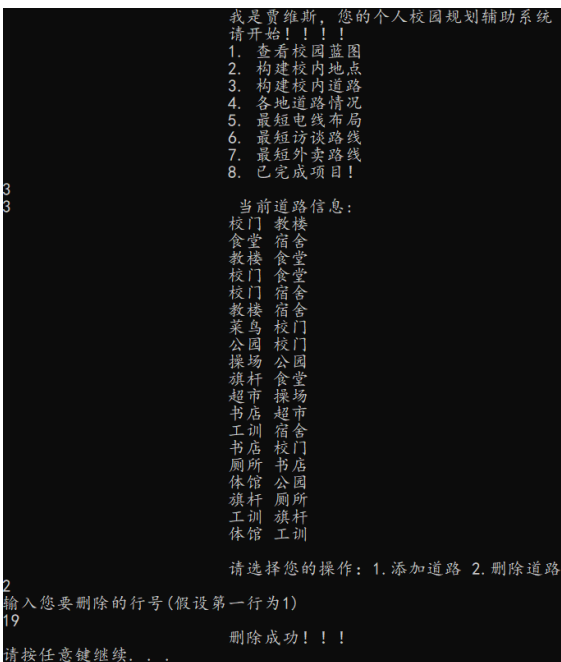 我是贾维斯，您的个人校园规划辅助系统
请开始！！！！
1. 查看校园蓝图
2. 构建校内地点
3. 构建校内道路
4. 各地道路情况
5. 最短电线布局
6. 最短访谈路线
7. 最短外卖路线
8. 已完成项目！
3
3
当前道路信息:
校门 教楼
食堂 宿舍
教楼 食堂
校门 食堂
校门 宿舍
教楼 宿舍
菜鸟 校门
公园 校门
操场 公园
旗杆 食堂
超市 操场
书店 超市
工训 宿舍
书店 校门
厕所 书店
体馆 公园
旗杆 厕所
工训 旗杆
体馆 工训
请选择您的操作: 1.添加道路 2.删除道路
2
输入您要删除的行号(假设第一行为1)
19
删除成功！！！
请按任意键继续. . .